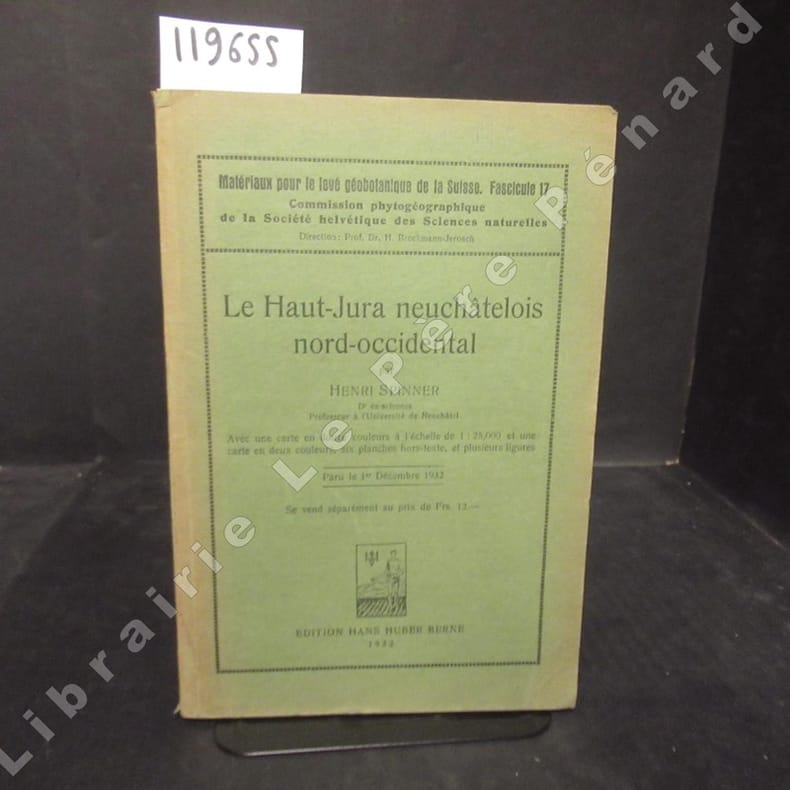 119655
Matériaux pour le levé géobotanique de la Suisse. Fascicule 17
Commission phytogéographique
de la Société helvétique des Sciences naturelles
Direction: Prof. Dr. H. Brockmann-Jerosch
Le Haut-Jura neuchâtelois
nord-occidental
HENRI SPINNER
Dr ès-sciences
Professeur à l'Université de Neuchâtel
Avec une carte en couleurs à l'échelle de 1 : 25,000 et une
carte en deux couleurs, six planches hors-texte, et plusieurs figures
Paru le 1er Décembre 1932
Se vend séparément au prix de Frs. 12.—
EDITION HANS HUBER BERNE
1932
Librairie Le Père Pénard